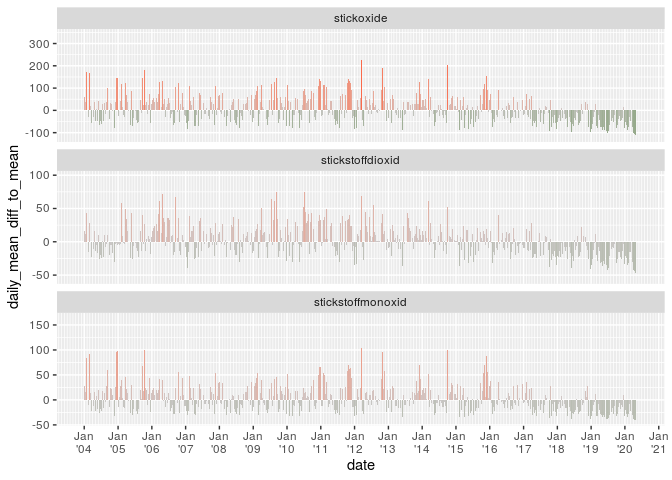 stickoxide
300
200
100
0
-100
stickstoffdioxid
100
50
0
-50
stickstoffmonoxid
150
100
50
0
-50
daily_mean_diff_to_mean
Jan Jan Jan Jan Jan Jan Jan Jan Jan Jan Jan Jan Jan Jan Jan Jan Jan Jan
'04 '05 '06 '07 '08 '09 '10 '11 '12 '13 '14 '15 '16 '17 '18 '19 '20 '21
date